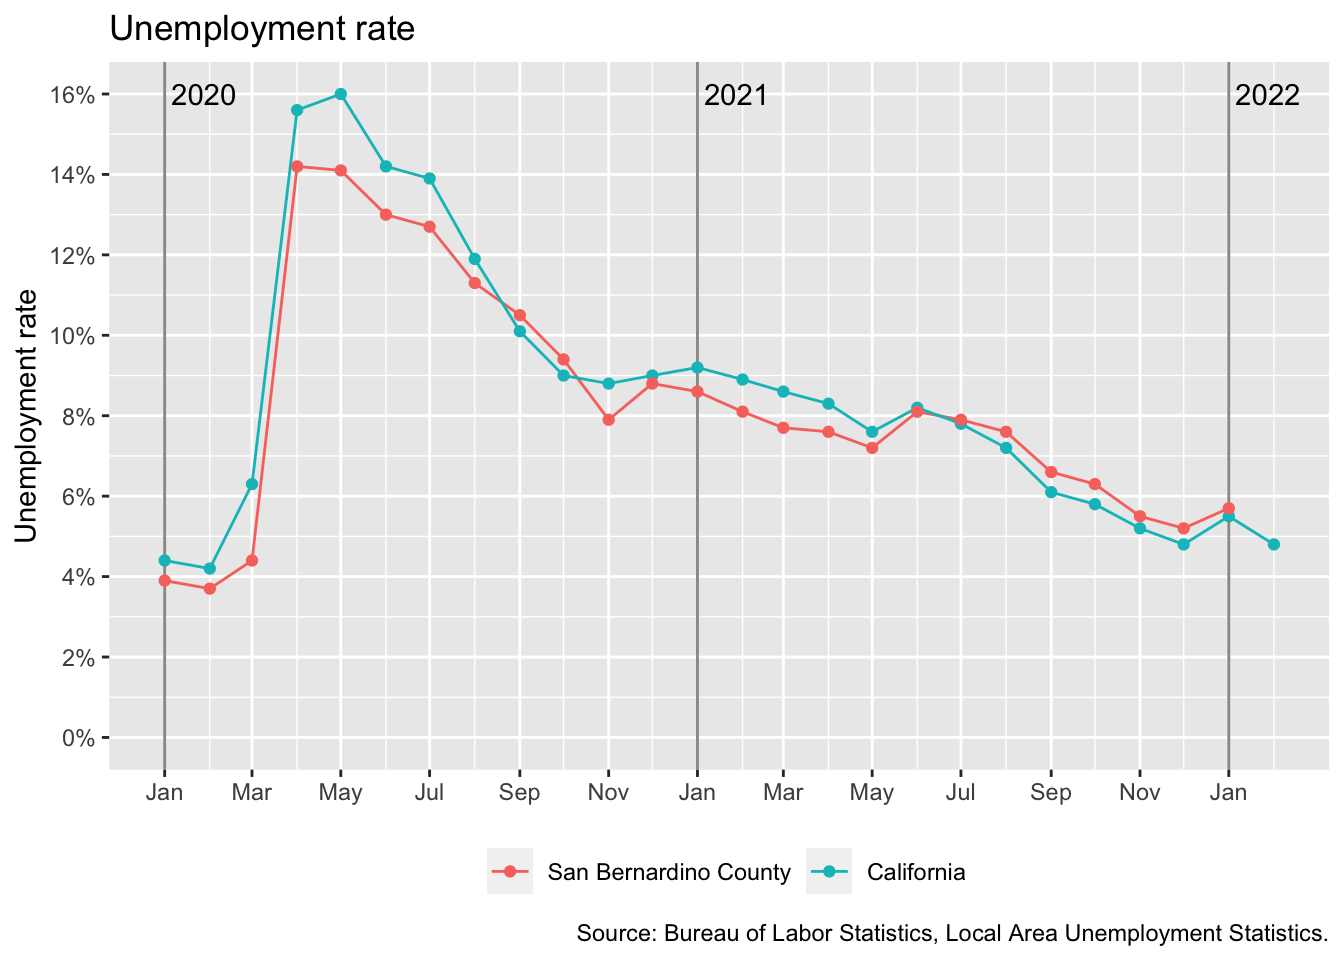 Unemployment rate
2020 2021 2022
16%
14%
12%
10%
8%
6%
4%
2%
0%
Unemployment rate
Jan Mar May Jul Sep Nov Jan Mar May Jul Sep Nov Jan
San Bernardino County California
Source: Bureau of Labor Statistics, Local Area Unemployment Statistics.